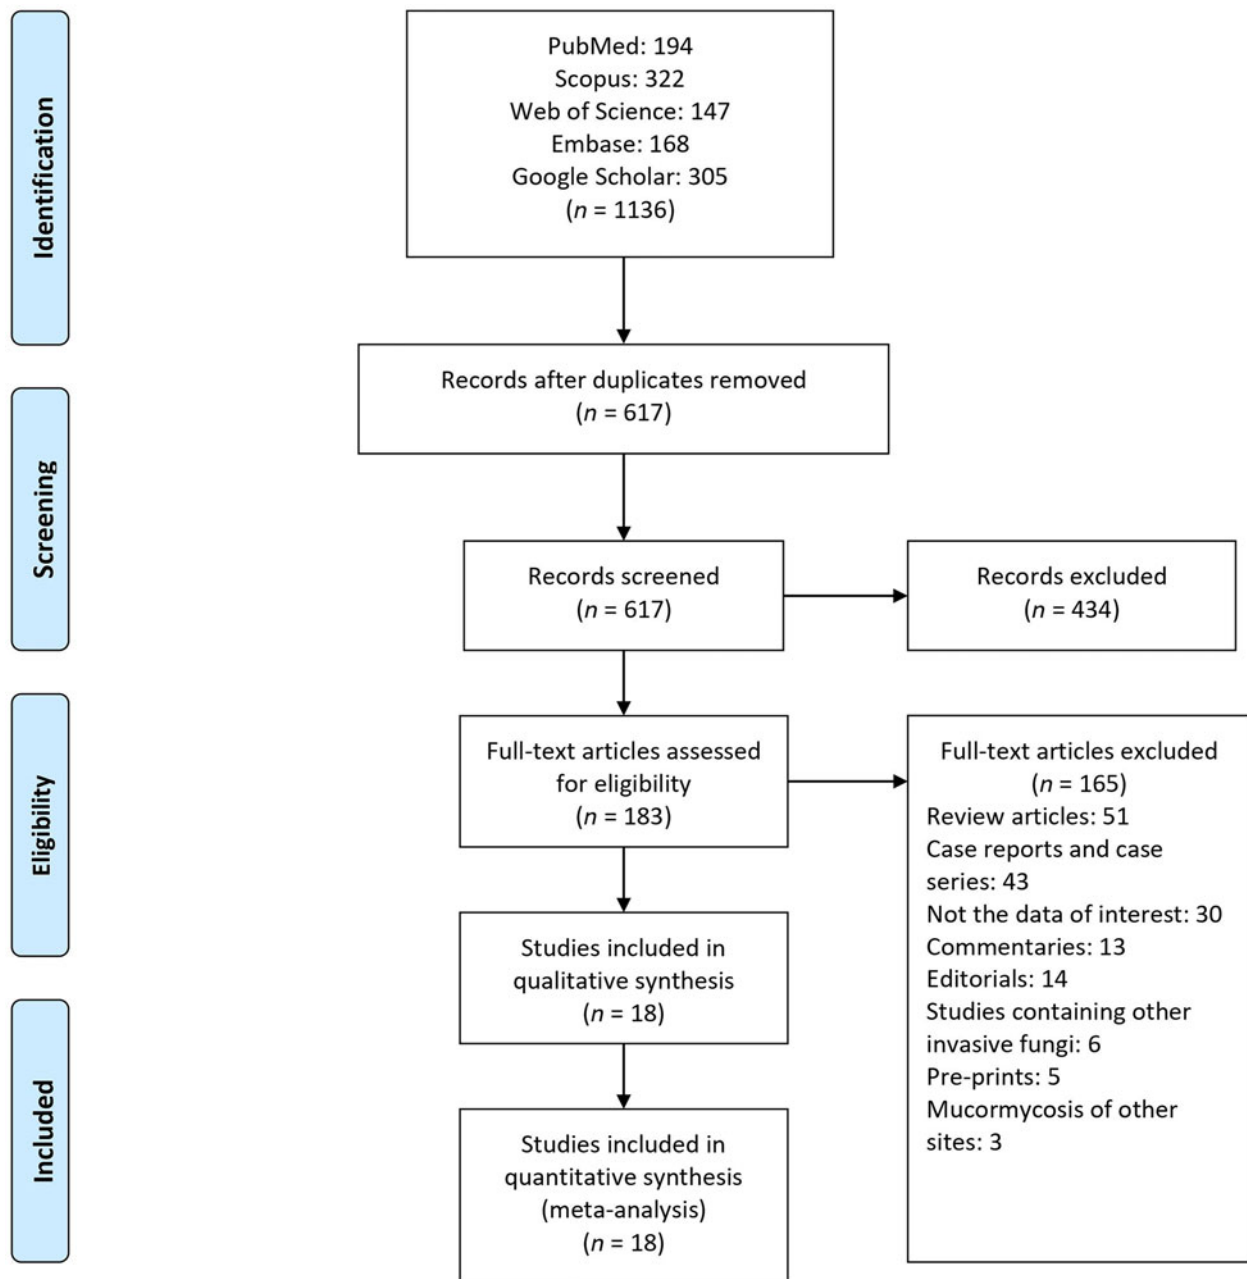 Identification
PubMed: 194
Scopus: 322
Web of Science: 147
Embase: 168
Google Scholar: 305
(n = 1136)
Records after duplicates removed
(n = 617)
Screening
Records screened
(n = 617)
Records excluded
(n = 434)
Eligibility
Full-text articles assessed
for eligibility
(n = 183)
Full-text articles excluded
(n = 165)
Review articles: 51
Case reports and case
series: 43
Not the data of interest: 30
Commentaries: 13
Editorials: 14
Studies containing other
invasive fungi: 6
Pre-prints: 5
Mucormycosis of other
sites: 3
Studies included in
qualitative synthesis
(n = 18)
Included
Studies included in
quantitative synthesis
(meta-analysis)
(n = 18)